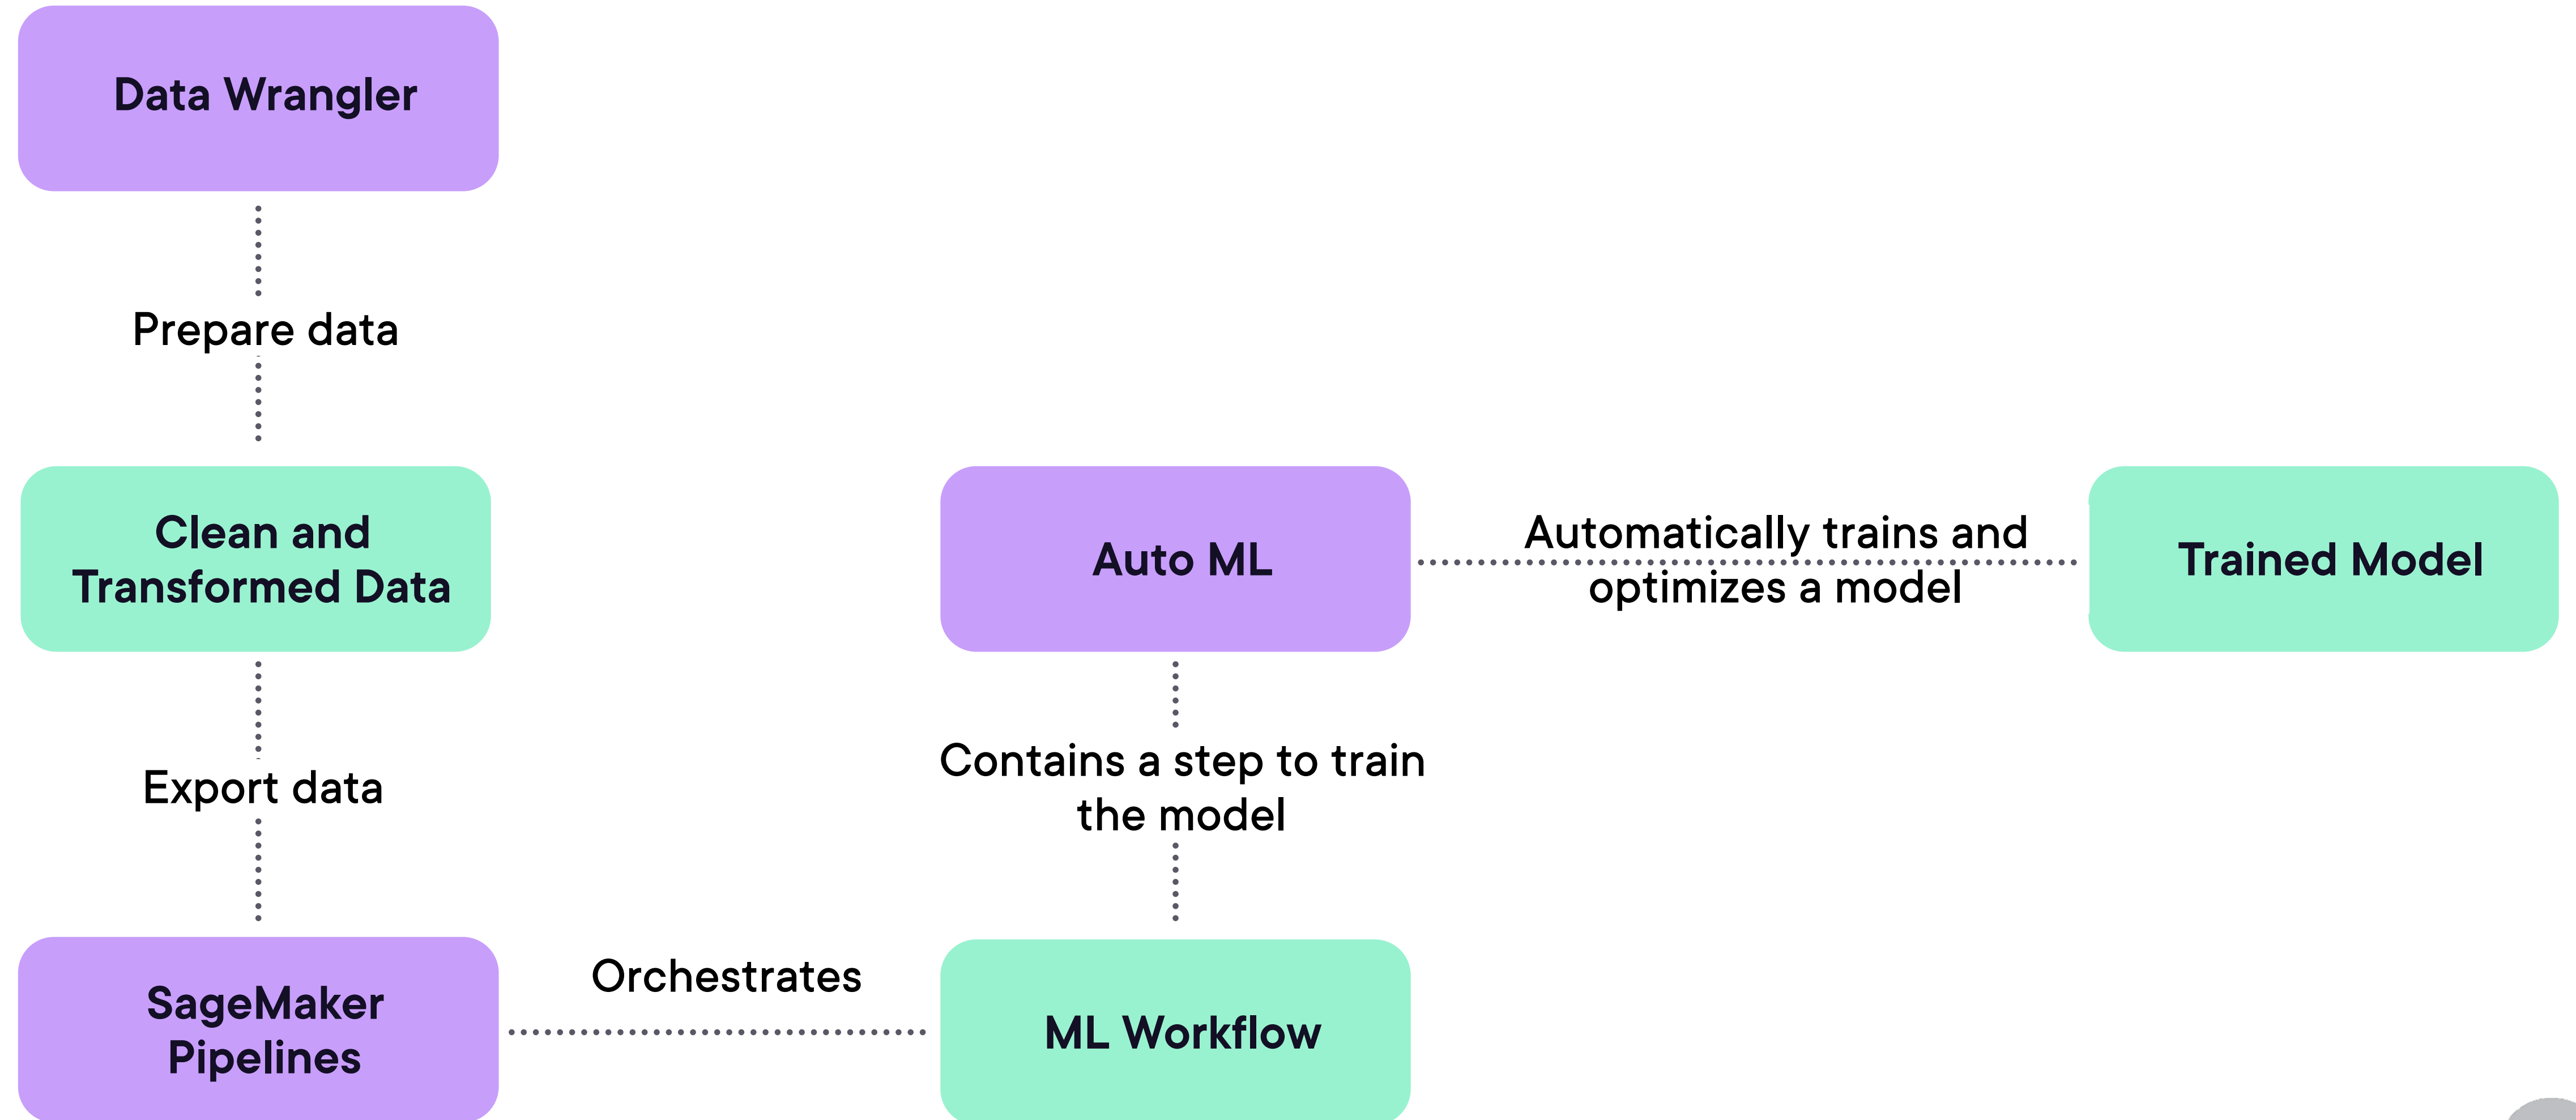 Data Wrangler
Prepare data
Clean and
Transformed Data
Export data
SageMaker
Pipelines
Orchestrates
ML Workflow
Contains a step to train
the model
Auto ML
Automatically trains and
optimizes a model
Trained Model